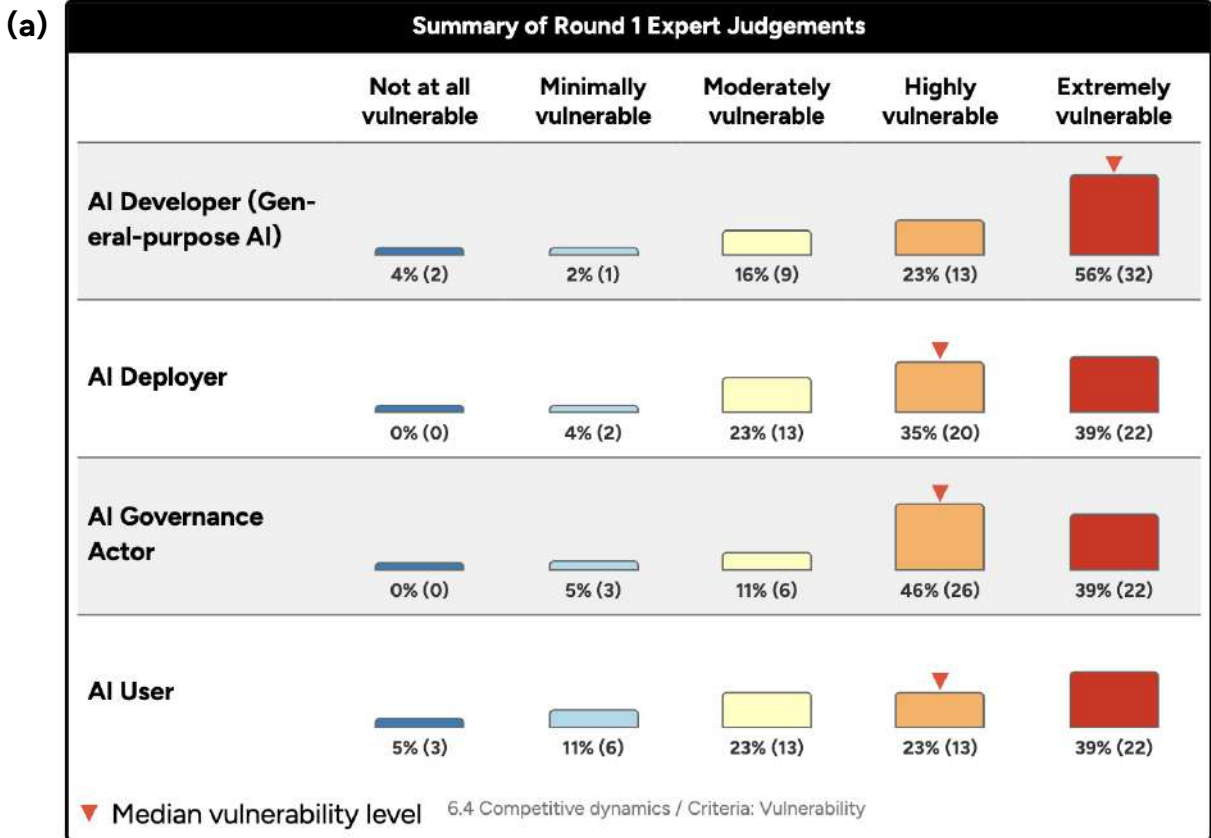 (a)
Summary of Round 1 Expert Judgements
Not at all vulnerable
Minimally vulnerable
Moderately vulnerable
Highly vulnerable
Extremely vulnerable
AI Developer (Gen-
eral-purpose AI)
4% (2) 2% (1) 16% (9) 23% (13) 56% (32)
AI Deployer
0% (0) 4% (2) 23% (13) 35% (20) 39% (22)
AI Governance
Actor
0% (0) 5% (3) 11% (6) 46% (26) 39% (22)
AI User
5% (3) 11% (6) 23% (13) 23% (13) 39% (22)
Median vulnerability level 6.4 Competitive dynamics / Criteria: Vulnerability